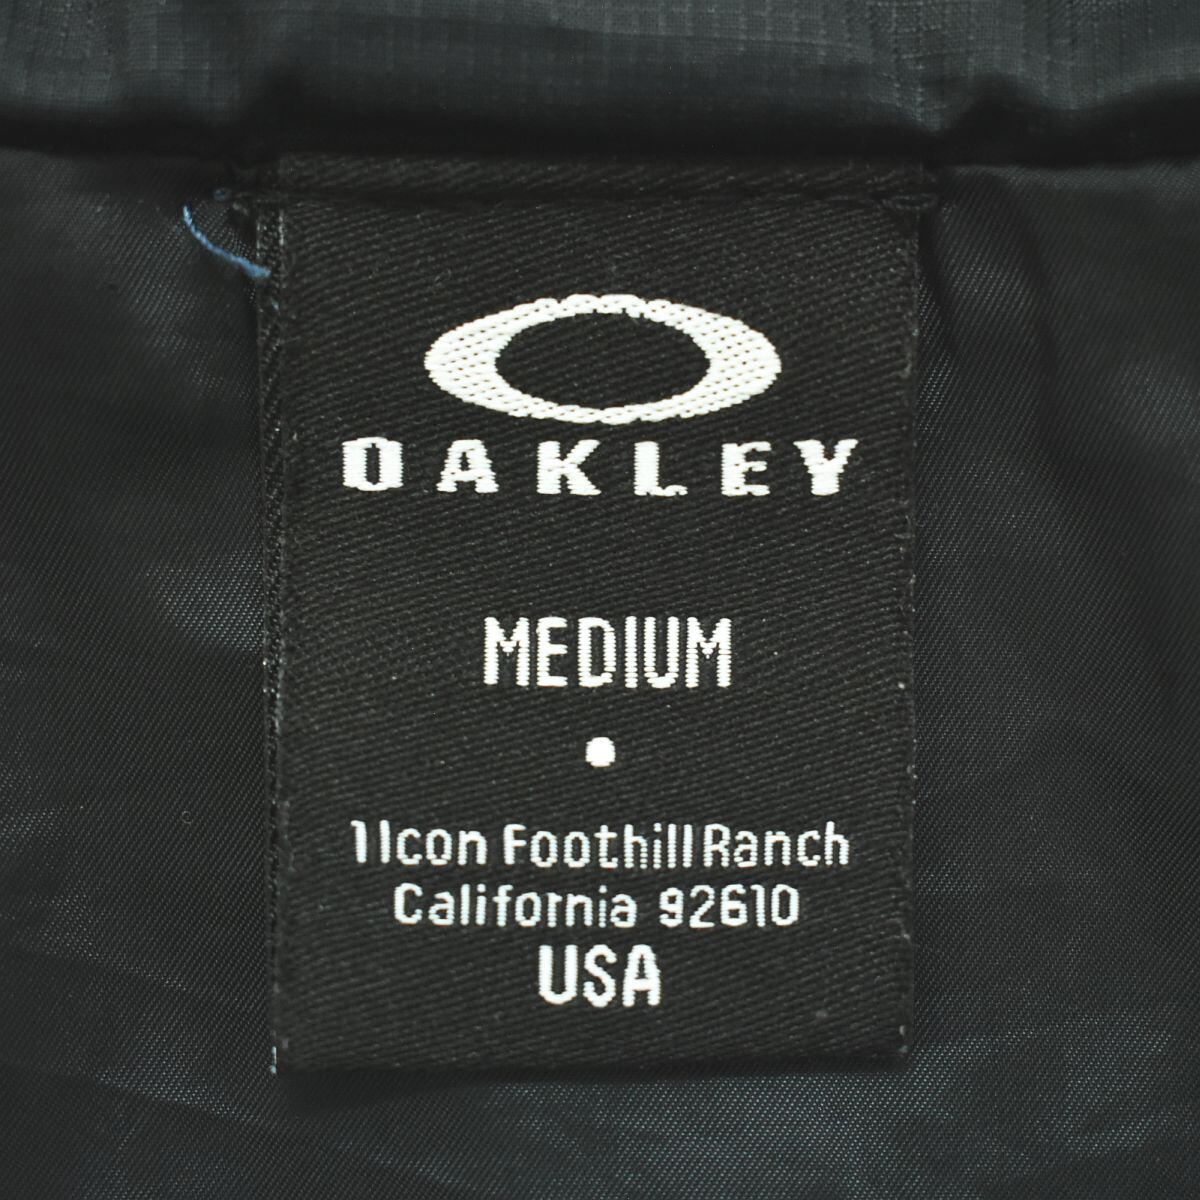 OAKLEY
MEDIUM
1 Icon Foothill Ranch
California 92610
USA